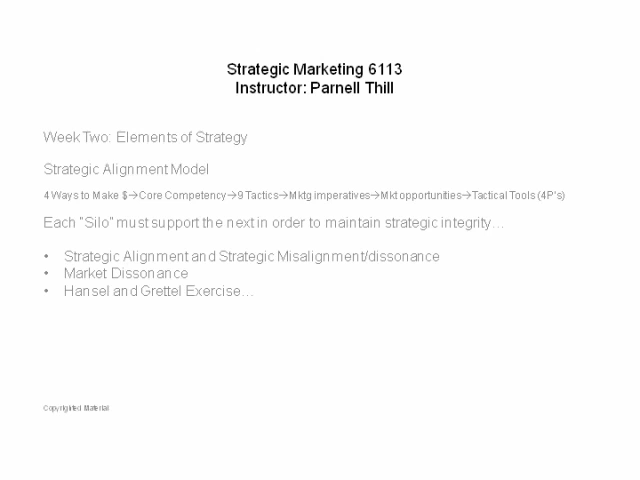 Strategic Marketing 6113
Instructor: Parnell Thill
Week Two: Elements of Strategy
Strategic Alignment Model
4 Ways to Make $→Core Competency→9 Tactics→Mktg imperatives→Mkt opportunities→Tactical Tools (4P's)
Each "Silo" must support the next in order to maintain strategic integrity…
• Strategic Alignment and Strategic Misalignment/dissonance
• Market Dissonance
• Hansel and Grettel Exercise…
Copyrighted Material